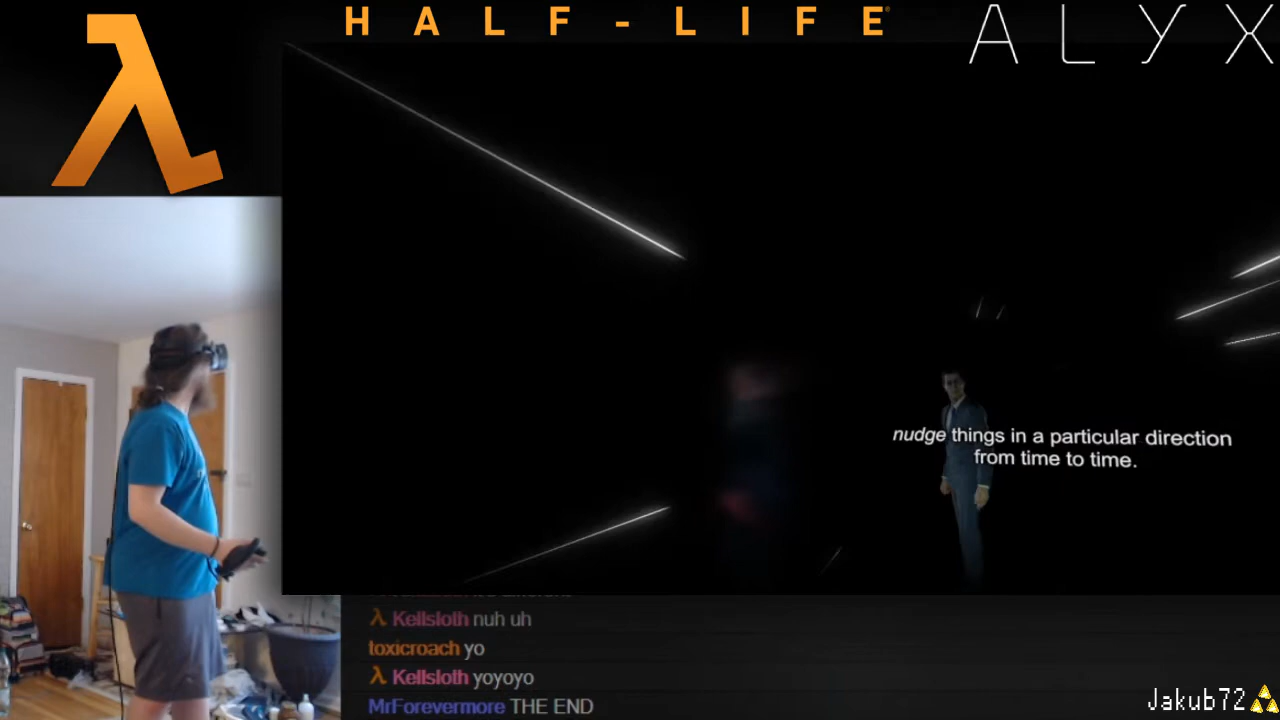 HALF-LIFE
ALYX
nudge things in a particular direction
from time to time.
Kellsloth nuh uh
toxicroach yo
Kellsloth yoyoyo
MrForevermore THE END
Jakub72